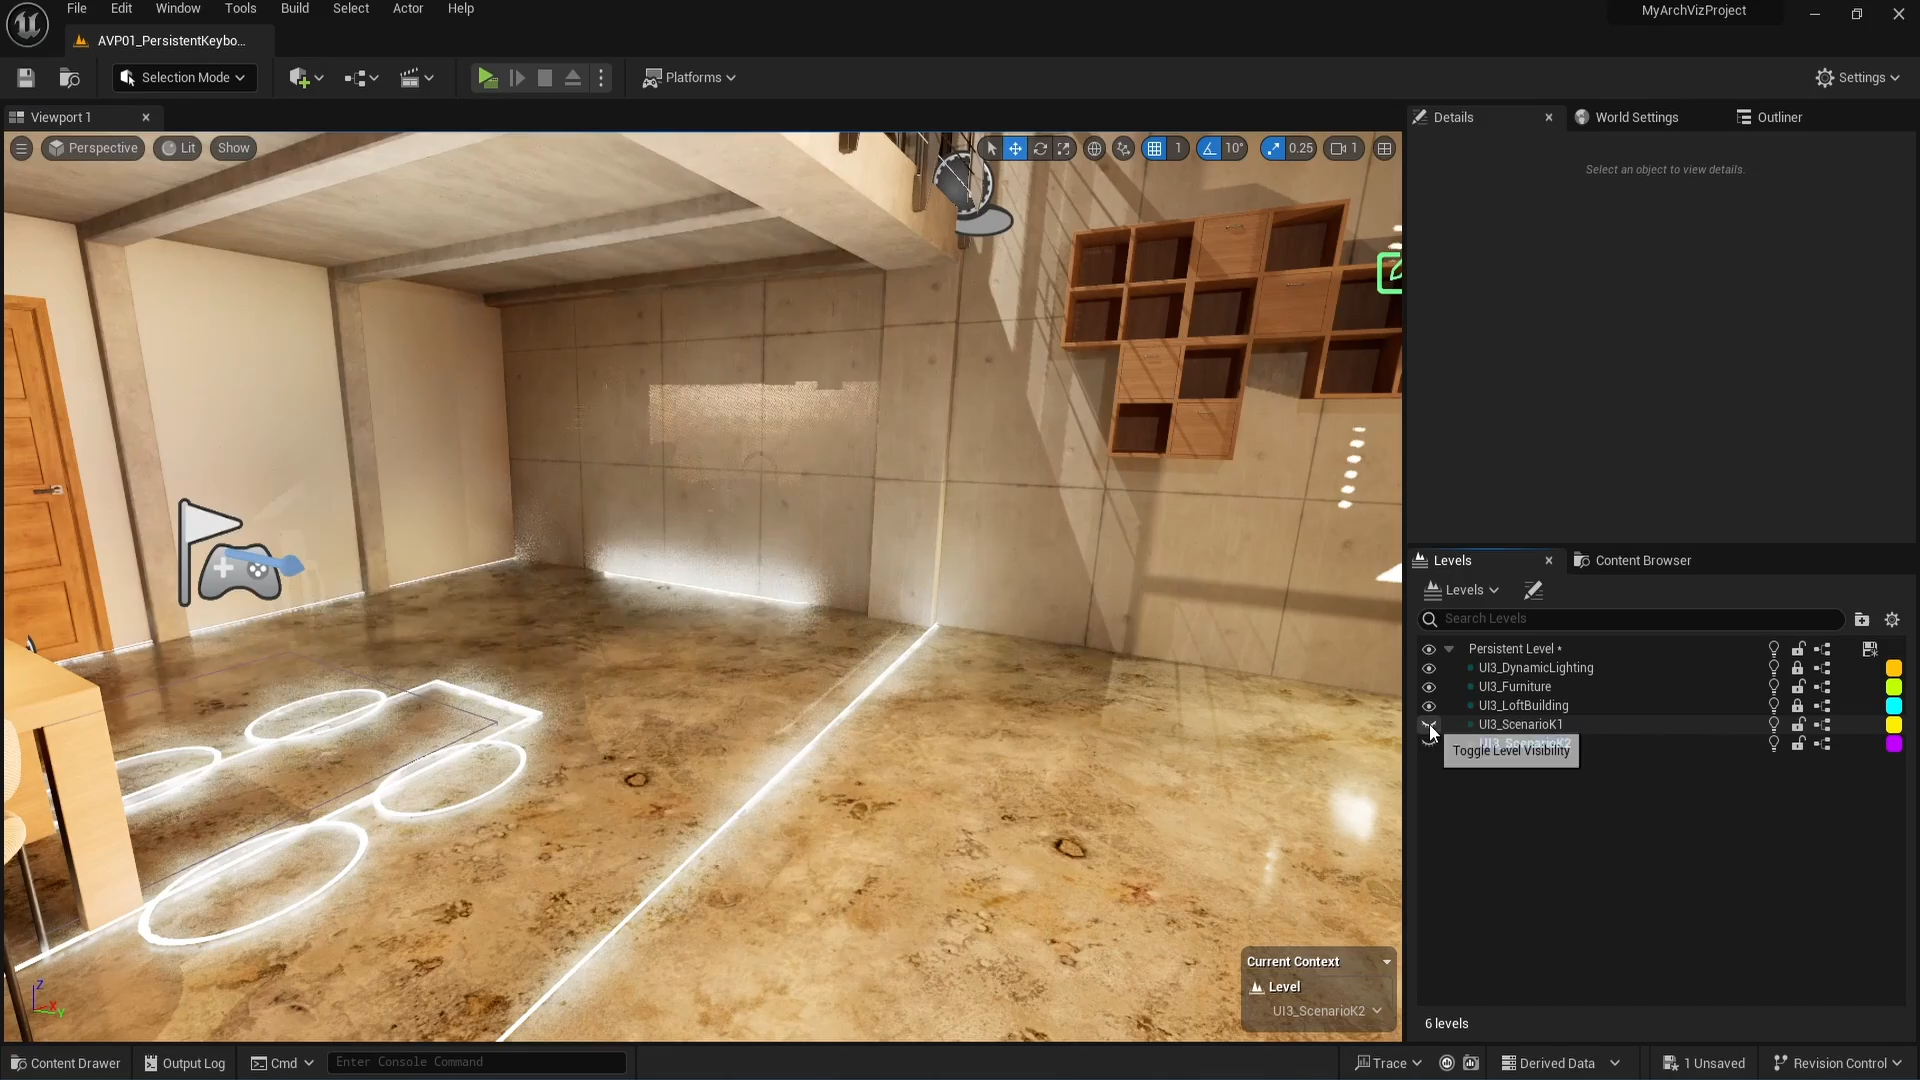 File Edit Window Tools Build Select Actor Help
MyArchVizProject
AVP01_PersistentKeybo...
Selection Mode
Platforms
Settings
Viewport 1
Details
World Settings
Outliner
Perspective
Lit
Show
1
10°
0.25
1
Select an object to view details.
Levels
Content Browser
Levels
Search Levels
Persistent Level *
UI3_DynamicLighting
UI3_Furniture
UI3_LoftBuilding
UI3_ScenarioK1
UI3_ScenarioK2
Toggle Level Visibility
Z
X
Y
Current Context
Level
UI3_ScenarioK2
6 levels
Content Drawer
Output Log
Cmd
Enter Console Command
Trace
Derived Data
1 Unsaved
Revision Control